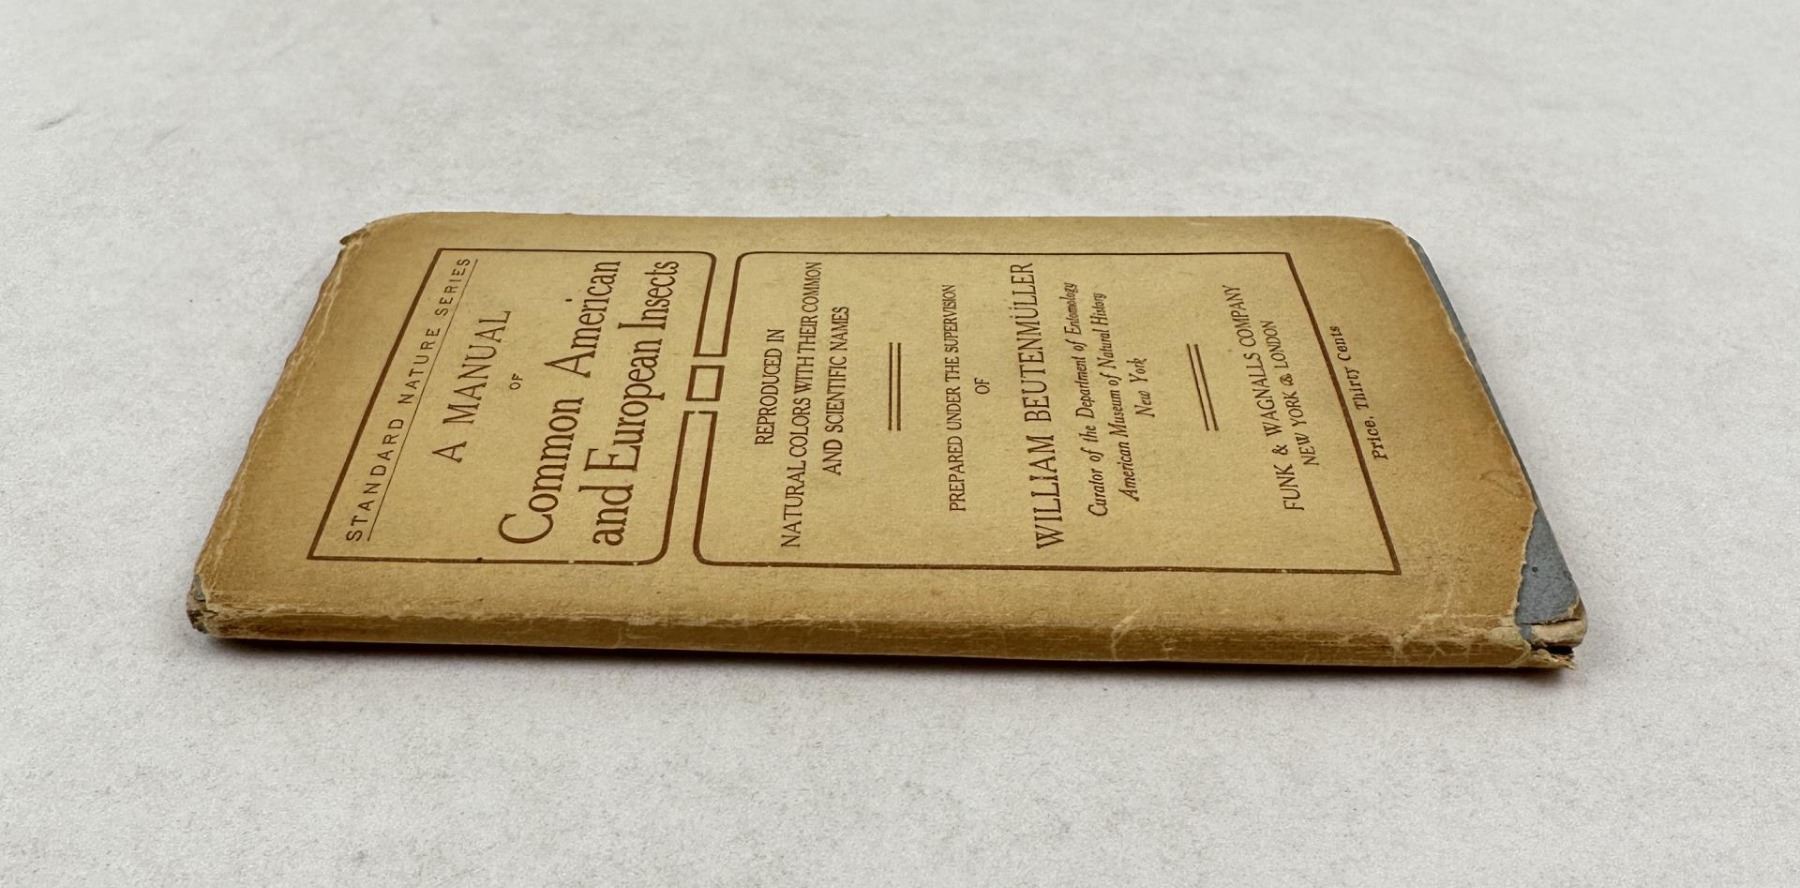 STANDARD NATURE SERIES
A MANUAL
OF
Common American
and European Insects
REPRODUCED IN
NATURAL COLORS WITH THEIR COMMON
AND SCIENTIFIC NAMES
PREPARED UNDER THE SUPERVISION
OF
WILLIAM BEUTENMÜLLER
Curator of the Department of Entomology
American Museum of Natural History
New York
FUNK & WAGNALLS COMPANY
NEW YORK & LONDON
Price, Thirty Cents